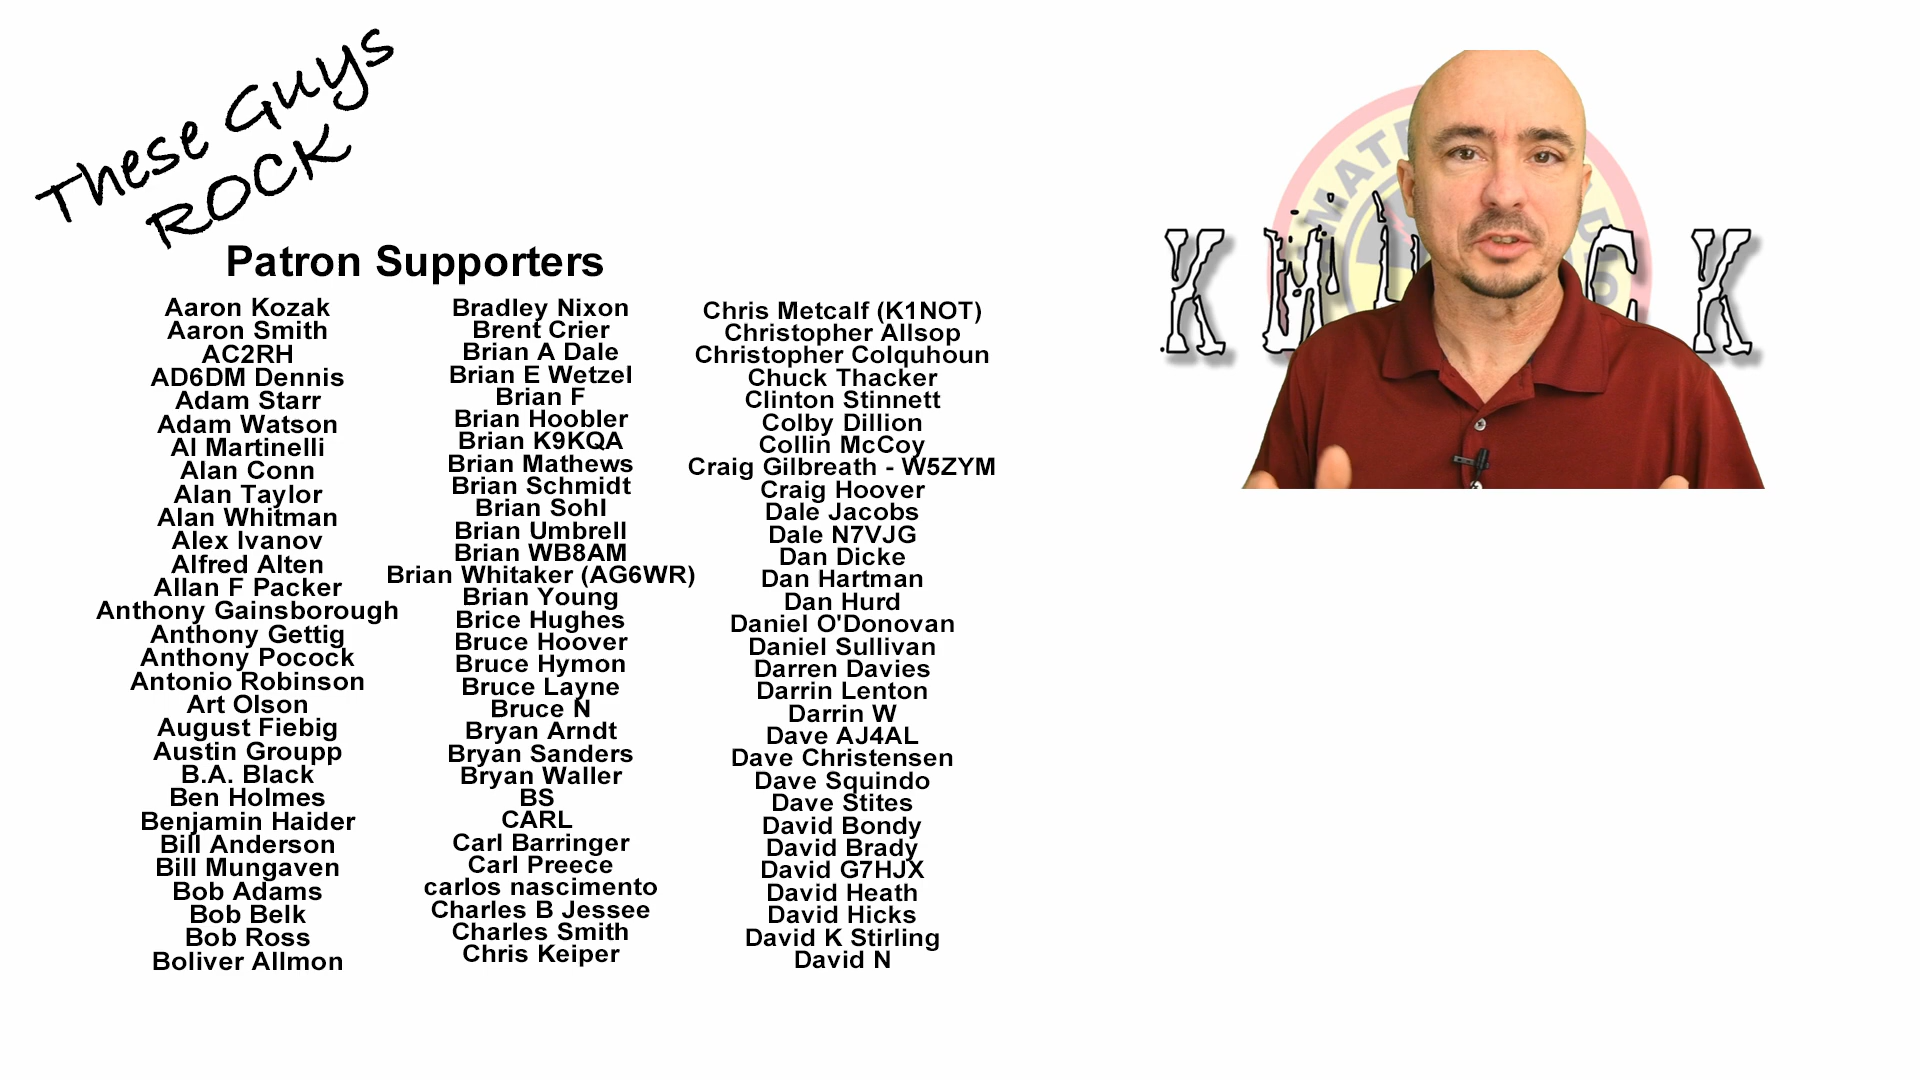 These Guys
ROCK
Patron Supporters
Aaron Kozak
Aaron Smith
AC2RH
AD6DM Dennis
Adam Starr
Adam Watson
Al Martinelli
Alan Conn
Alan Taylor
Alan Whitman
Alex Ivanov
Alfred Alten
Allan F Packer
Anthony Gainsborough
Anthony Gettig
Anthony Pocock
Antonio Robinson
Art Olson
August Fiebig
Austin Groupp
B.A. Black
Ben Holmes
Benjamin Haider
Bill Anderson
Bill Mungaven
Bob Adams
Bob Belk
Bob Ross
Boliver Allmon
Bradley Nixon
Brent Crier
Brian A Dale
Brian E Wetzel
Brian F
Brian Hoobler
Brian K9KQA
Brian Mathews
Brian Schmidt
Brian Sohl
Brian Umbrell
Brian WB8AM
Brian Whitaker (AG6WR)
Brian Young
Brice Hughes
Bruce Hoover
Bruce Hymon
Bruce Layne
Bruce N
Bryan Arndt
Bryan Sanders
Bryan Waller
BS
CARL
Carl Barringer
Carl Preece
carlos nascimento
Charles B Jessee
Charles Smith
Chris Keiper
Chris Metcalf (K1NOT)
Christopher Allsop
Christopher Colquhoun
Chuck Thacker
Clinton Stinnett
Colby Dillion
Collin McCoy
Craig Gilbreath - W5ZYM
Craig Hoover
Dale Jacobs
Dale N7VJG
Dan Dicke
Dan Hartman
Dan Hurd
Daniel O'Donovan
Daniel Sullivan
Darren Davies
Darrin Lenton
Darrin W
Dave AJ4AL
Dave Christensen
Dave Squindo
Dave Stites
David Bondy
David Brady
David G7HJX
David Heath
David Hicks
David K Stirling
David N